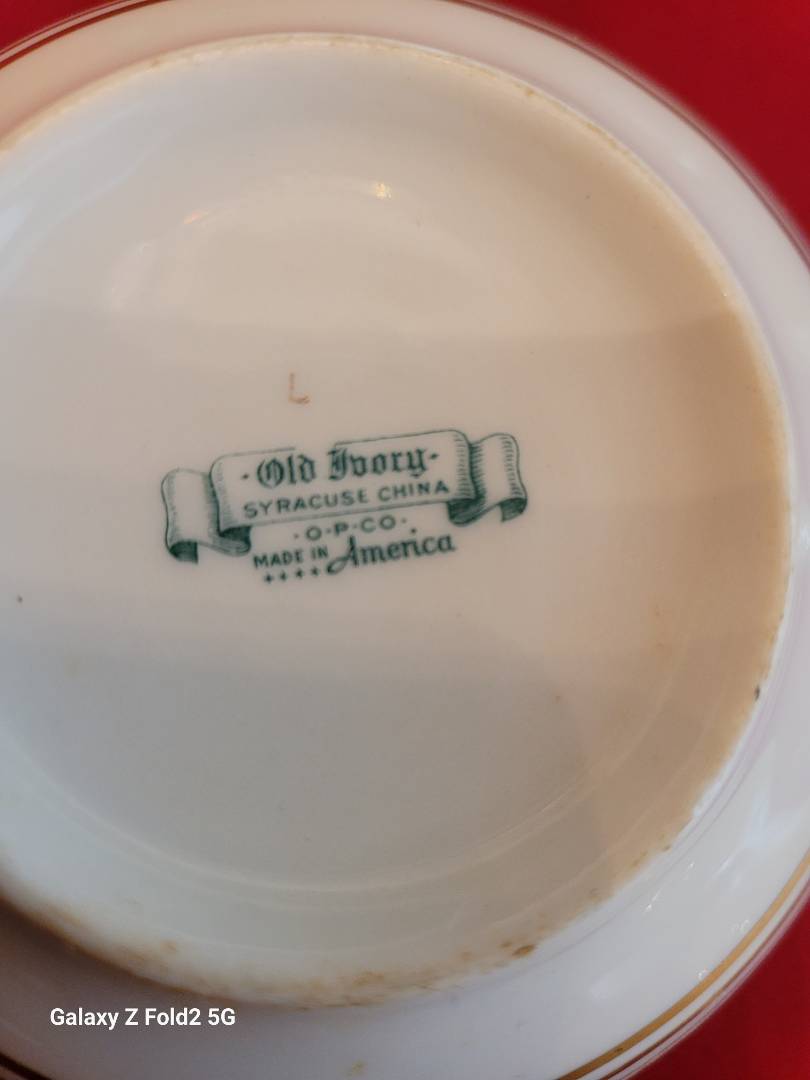 L
·Old Ivory·
SYRACUSE CHINA
·O·P·CO·
MADE IN America
++++
Galaxy Z Fold2 5G